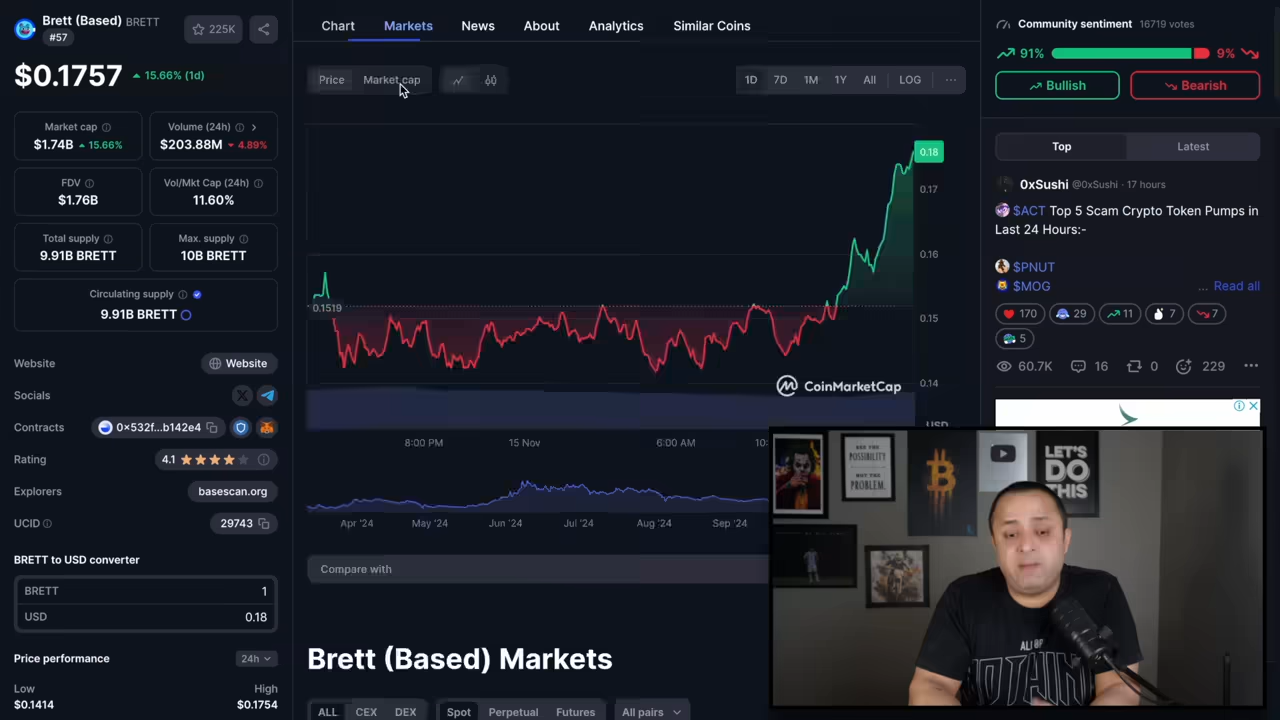 Brett (Based) BRETT
#57
225K
$0.1757 15.66% (1d)
Market cap
$1.74B 15.66%
Volume (24h)
$203.88M 4.89%
FDV
$1.76B
Vol/Mkt Cap (24h)
11.60%
Total supply
9.91B BRETT
Max. supply
10B BRETT
Circulating supply
9.91B BRETT
Website Website
Socials
Contracts 0x532f...b142e4
Rating 4.1
Explorers basescan.org
UCID 29743
BRETT to USD converter
BRETT 1
USD 0.18
Price performance 24h
Low High
$0.1414 $0.1754
Chart Markets News About Analytics Similar Coins
Price Market cap
1D 7D 1M 1Y All LOG ...
0.18
0.17
0.16
0.1519
0.15
0.14
CoinMarketCap
USD
8:00 PM 15 Nov 6:00 AM 10:
Apr '24 May '24 Jun '24 Jul '24 Aug '24 Sep '24
Compare with
Brett (Based) Markets
ALL CEX DEX Spot Perpetual Futures All pairs
Community sentiment 16719 votes
91% 9%
Bullish Bearish
Top Latest
0xSushi @0xSushi · 17 hours
$ACT Top 5 Scam Crypto Token Pumps in
Last 24 Hours:-
$PNUT
$MOG ... Read all
170 29 11 7 7
5
60.7K 16 0 229
SEE THE
POSSIBILITY
NOT THE
PROBLEM.
LET'S
DO
THIS